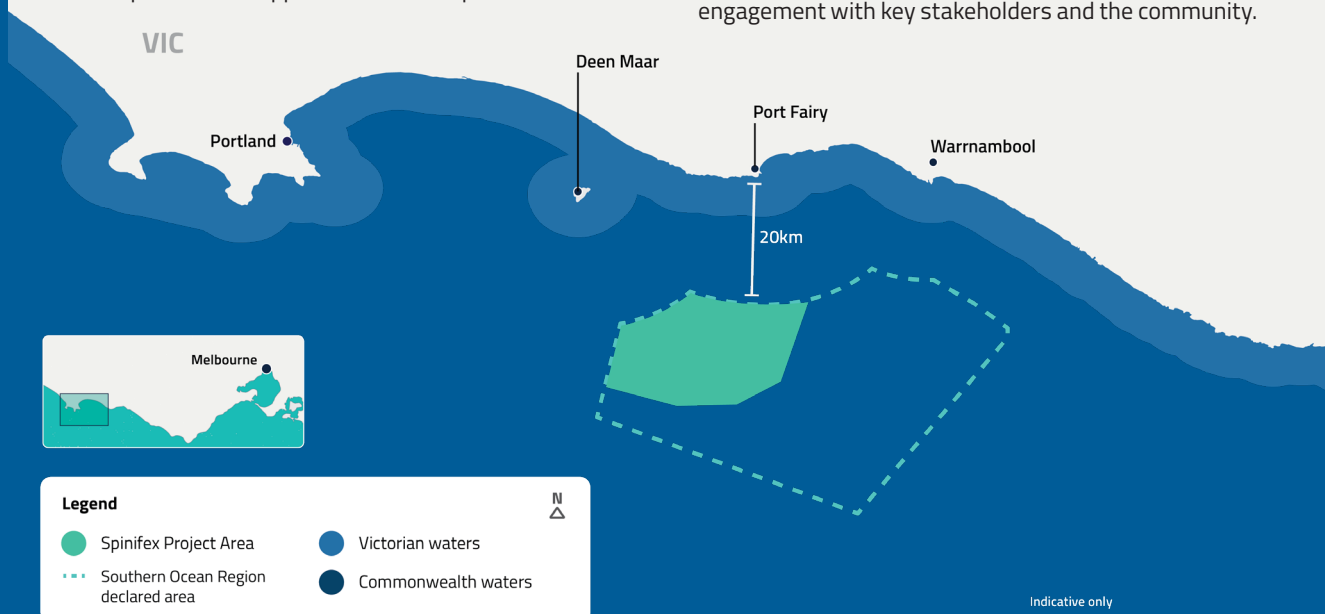 engagement with key stakeholders and the community.
VIC
Deen Maar
Port Fairy
Portland
Warrnambool
20km
Melbourne
Legend
N
Spinifex Project Area
Victorian waters
Southern Ocean Region
declared area
Commonwealth waters
Indicative only